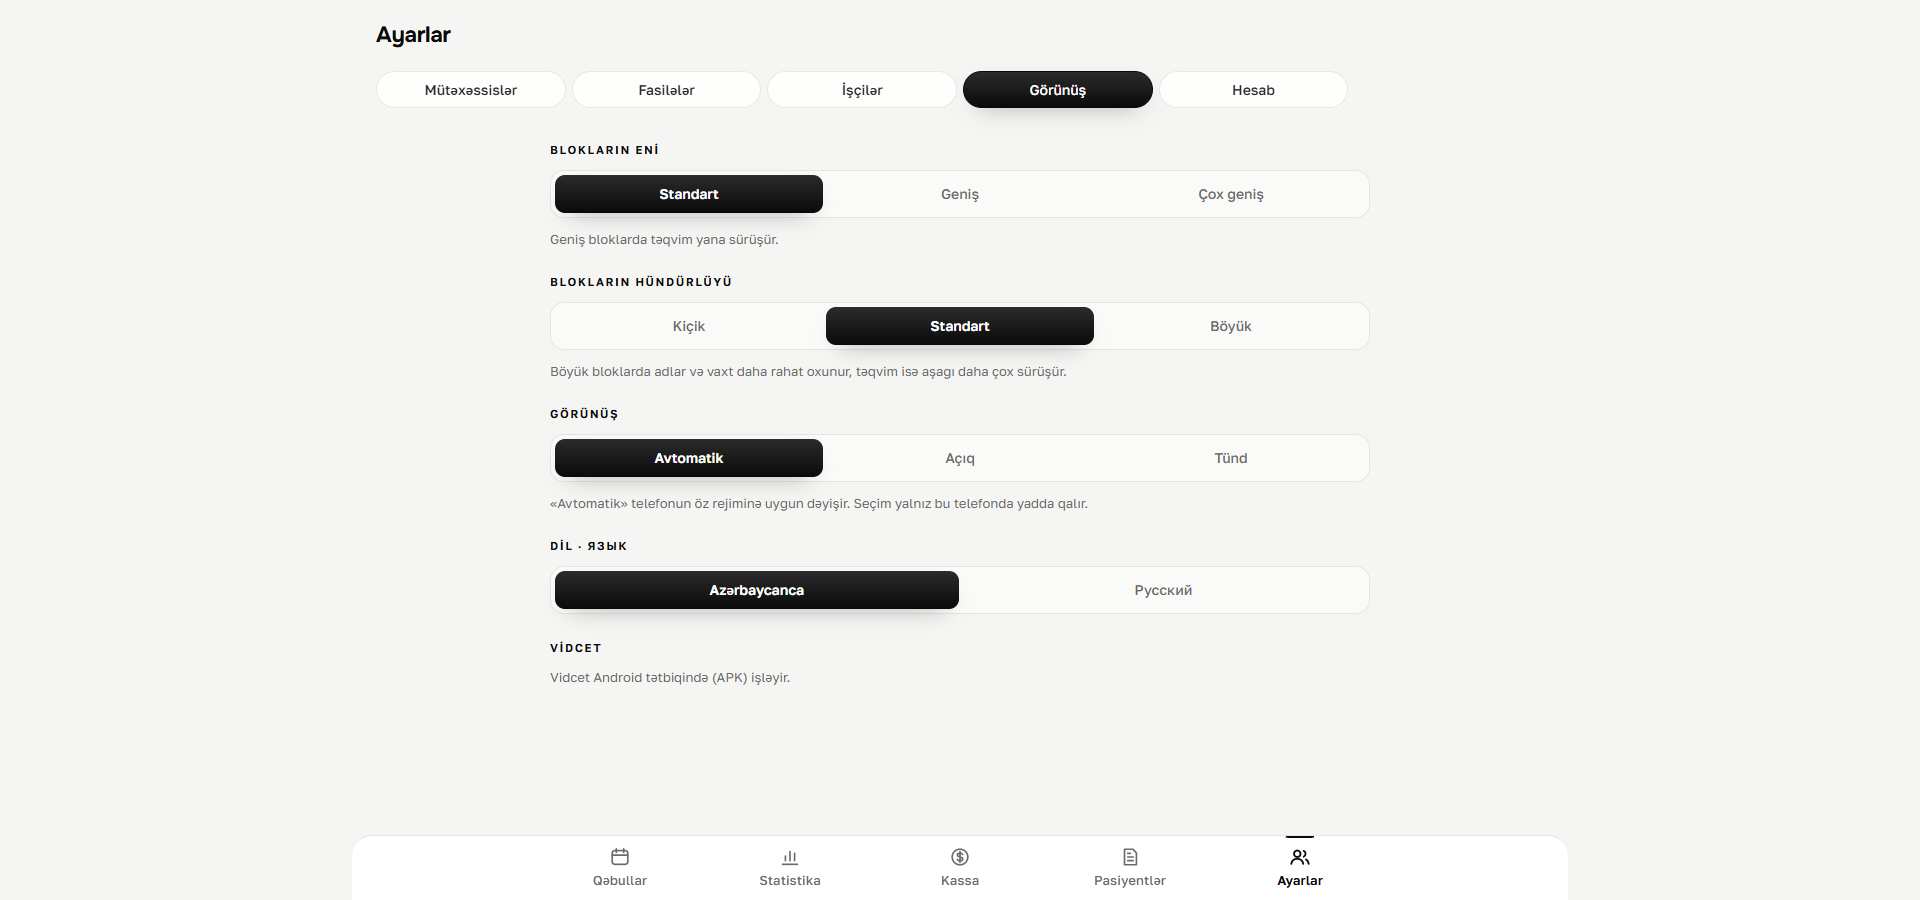 Ayarlar
Mütəxəssislər Fasilələr İşçilər Görünüş Hesab
BLOKLARIN ENİ
Standart Geniş Çox geniş
Geniş bloklarda təqvim yana sürüşür.
BLOKLARIN HÜNDÜRLÜYÜ
Kiçik Standart Böyük
Böyük bloklarda adlar və vaxt daha rahat oxunur, təqvim isə aşağı daha çox sürüşür.
GÖRÜNÜŞ
Avtomatik Açıq Tünd
«Avtomatik» telefonun öz rejiminə uyğun dəyişir. Seçim yalnız bu telefonda yadda qalır.
DİL · ЯЗЫК
Azərbaycanca Русский
VİDCET
Vidcet Android tətbiqində (APK) işləyir.
Qəbullar Statistika Kassa Pasiyentlər Ayarlar